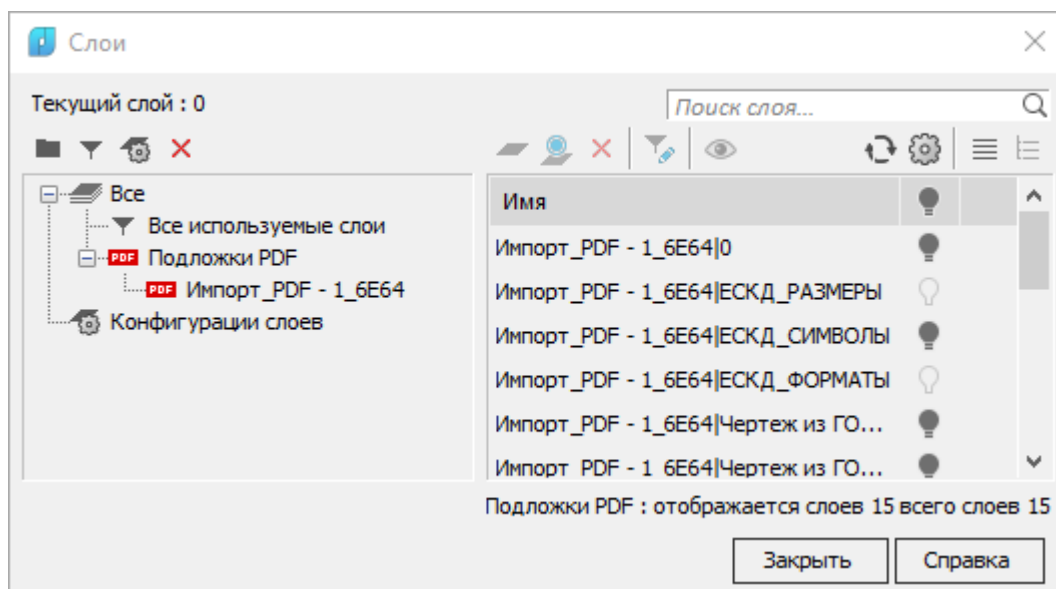 Слои
Текущий слой : 0
Поиск слоя...
Все
Все используемые слои
PDF Подложки PDF
PDF Импорт_PDF - 1_6E64
Конфигурации слоев
Имя
Импорт_PDF - 1_6E64|0
Импорт_PDF - 1_6E64|ЕСКД_РАЗМЕРЫ
Импорт_PDF - 1_6E64|ЕСКД_СИМВОЛЫ
Импорт_PDF - 1_6E64|ЕСКД_ФОРМАТЫ
Импорт_PDF - 1_6E64|Чертеж из ГО...
Импорт_PDF - 1_6E64|Чертеж из ГО...
Подложки PDF : отображается слоев 15 всего слоев 15
Закрыть
Справка